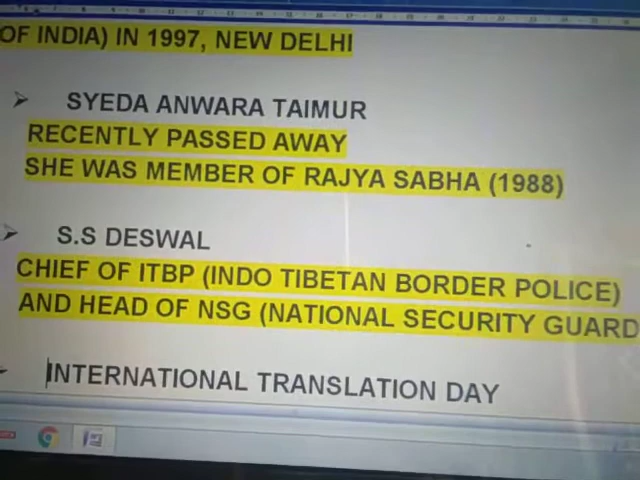 OF INDIA) IN 1997, NEW DELHI
SYEDA ANWARA TAIMUR
RECENTLY PASSED AWAY
SHE WAS MEMBER OF RAJYA SABHA (1988)
S.S DESWAL
CHIEF OF ITBP (INDO TIBETAN BORDER POLICE)
AND HEAD OF NSG (NATIONAL SECURITY GUARD
INTERNATIONAL TRANSLATION DAY